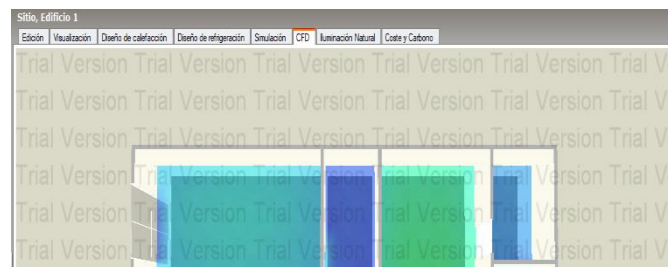 Sitio, Edificio 1
Edición Visualización Diseño de calefacción Diseño de refrigeración Simulación CFD Iluminación Natural Coste y Carbono
Trial Version Trial Version Trial Version Trial Version Trial Version Trial V
Trial Version Trial Version Trial Version Trial Version Trial Version Trial V
Trial Version Trial Version Trial Version Trial Version Trial Version Trial V
Trial Version Trial Version Trial Version Trial Version Trial Version Trial V
Trial Version Trial Version Trial Version Trial Version Trial Version Trial V
Trial Version Trial Version Trial Version Trial Version Trial Version Trial V